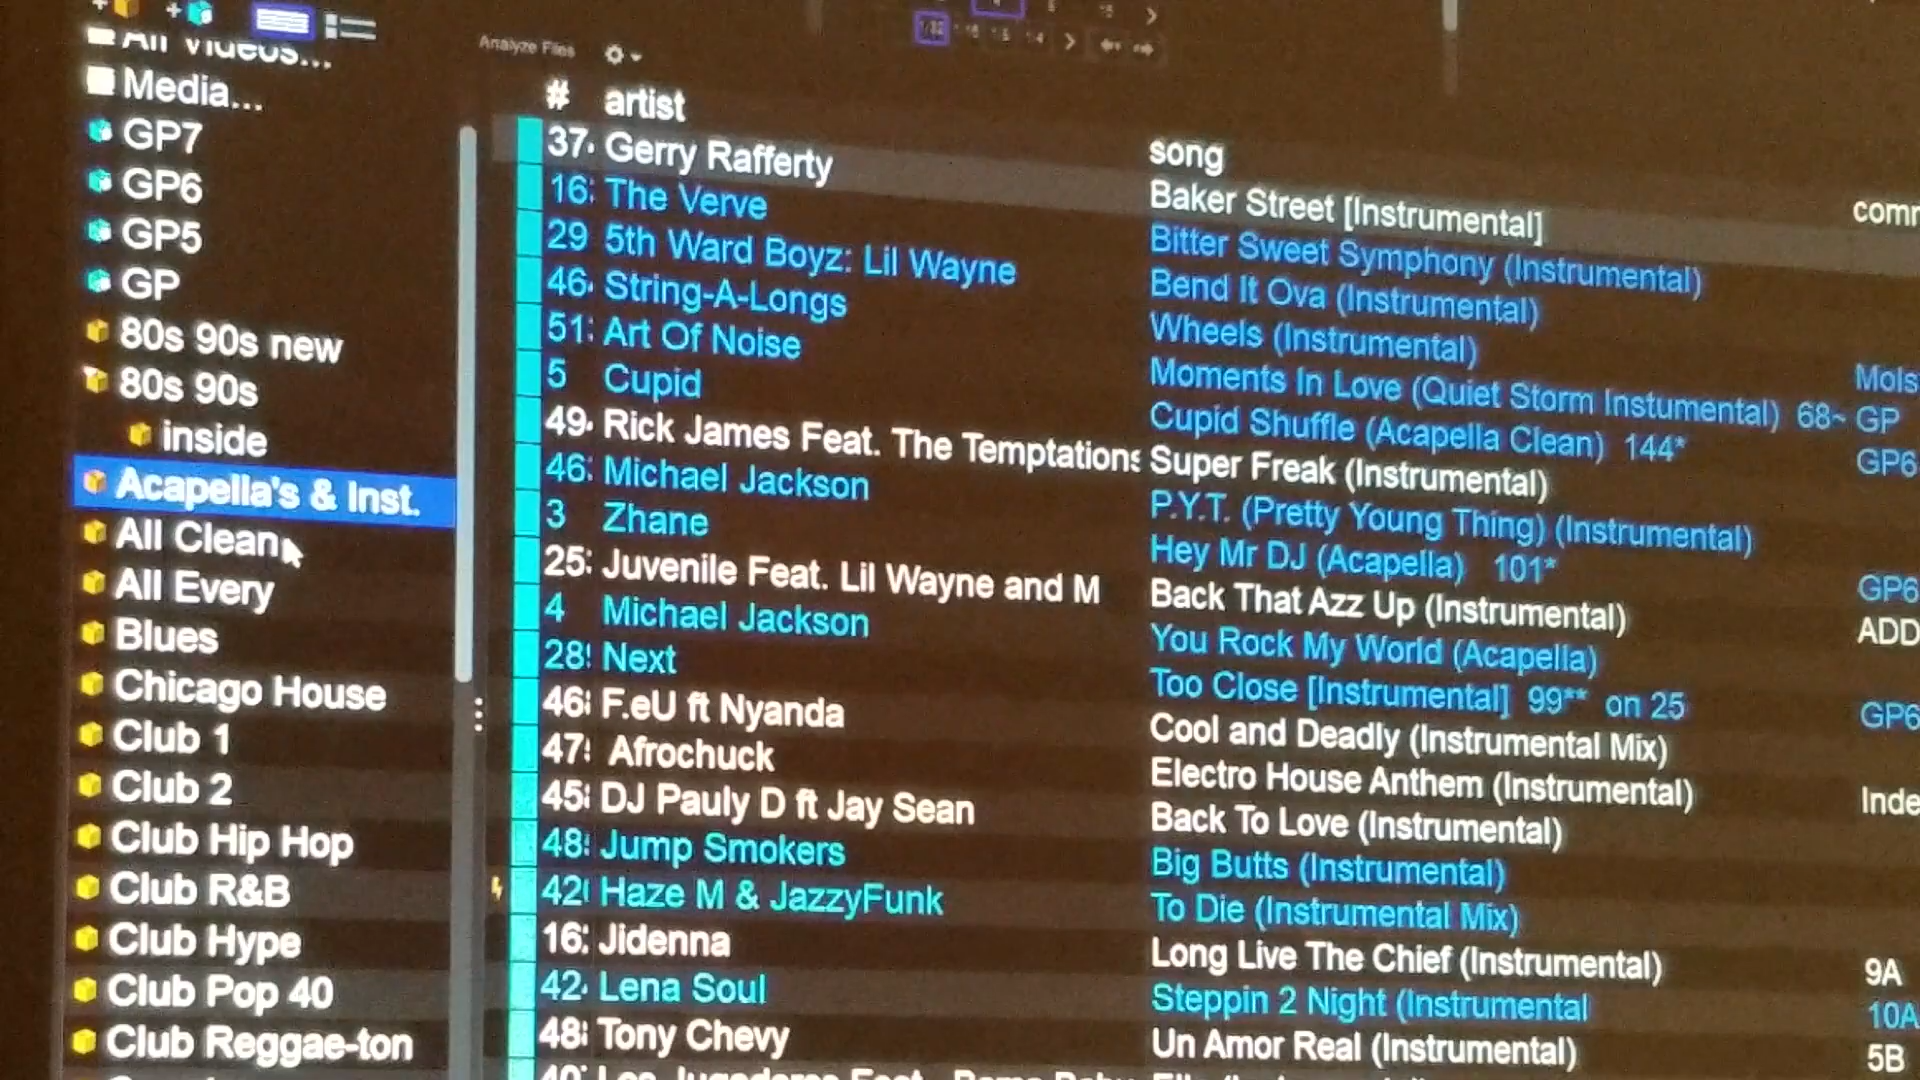 All Videos...
Media...
GP7
GP6
GP5
GP
80s 90s new
80s 90s
inside
Acapella's & Inst.
All Clean
All Every
Blues
Chicago House
Club 1
Club 2
Club Hip Hop
Club R&B
Club Hype
Club Pop 40
Club Reggae-ton
Analyze Files
1/32
# artist song
37 Gerry Rafferty Baker Street [Instrumental] comr
16 The Verve Bitter Sweet Symphony (Instrumental)
29 5th Ward Boyz: Lil Wayne Bend It Ova (Instrumental)
46 String-A-Longs Wheels (Instrumental)
51 Art Of Noise Moments In Love (Quiet Storm Instumental) 68~ Mols
5 Cupid Cupid Shuffle (Acapella Clean) 144* GP
49 Rick James Feat. The Temptations Super Freak (Instrumental) GP6
46 Michael Jackson P.Y.T. (Pretty Young Thing) (Instrumental)
3 Zhane Hey Mr DJ (Acapella) 101* GP6
25 Juvenile Feat. Lil Wayne and M Back That Azz Up (Instrumental) ADD
4 Michael Jackson You Rock My World (Acapella)
28 Next Too Close [Instrumental] 99** on 25 GP6
46 F.eU ft Nyanda Cool and Deadly (Instrumental Mix)
47 Afrochuck Electro House Anthem (Instrumental) Inde
45 DJ Pauly D ft Jay Sean Back To Love (Instrumental)
48 Jump Smokers Big Butts (Instrumental)
42 Haze M & JazzyFunk To Die (Instrumental Mix)
16 Jidenna Long Live The Chief (Instrumental) 9A
42 Lena Soul Steppin 2 Night (Instrumental 10A
48 Tony Chevy Un Amor Real (Instrumental) 5B